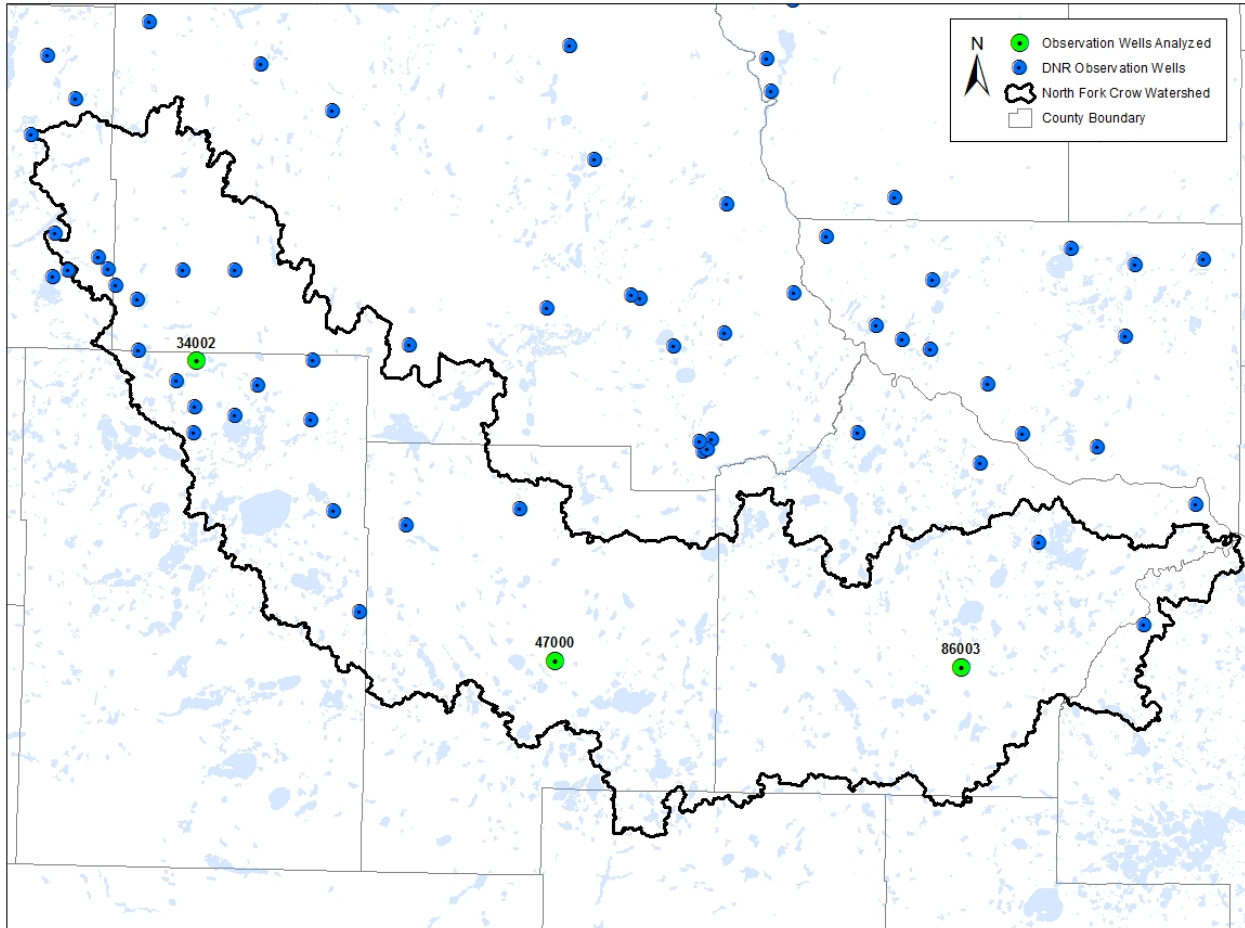 N
Observation Wells Analyzed
DNR Observation Wells
North Fork Crow Watershed
County Boundary
34002
47000
86003